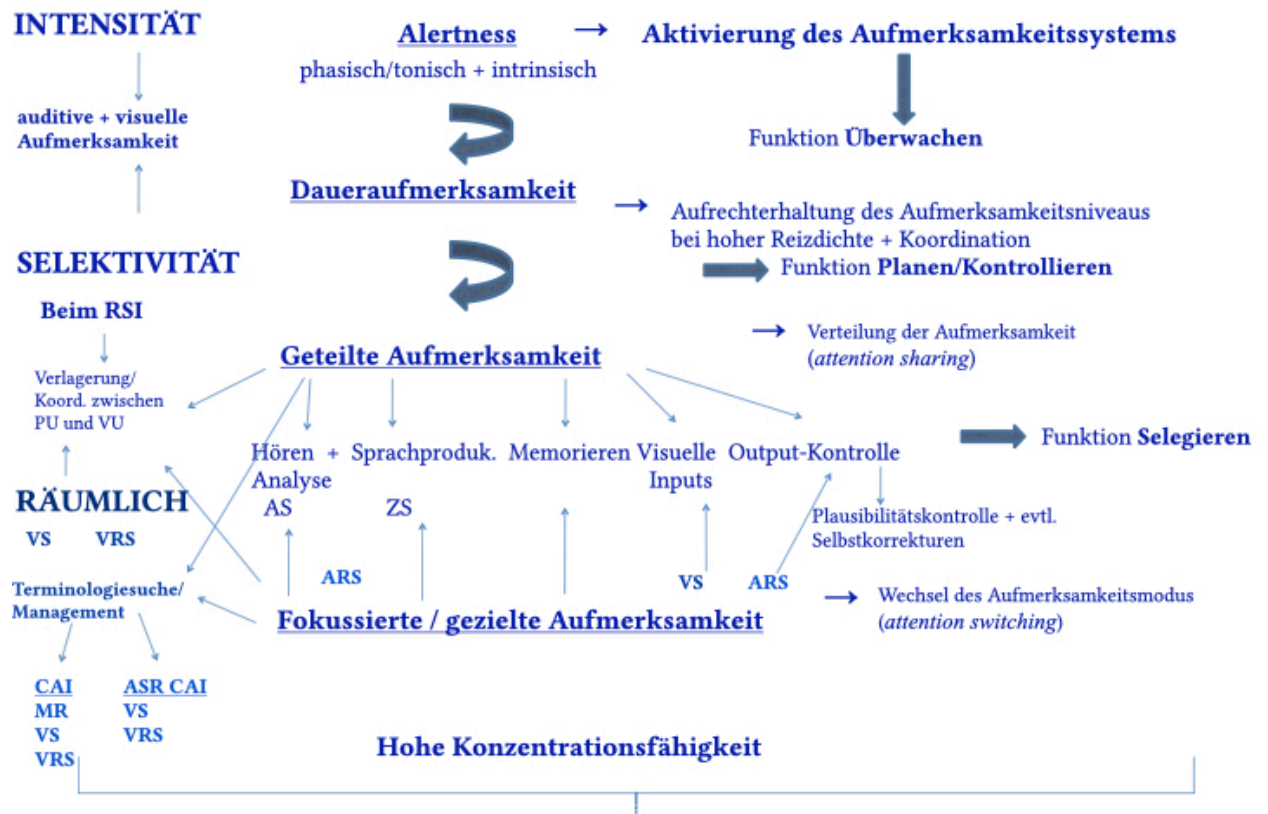 INTENSITÄT
auditive + visuelle
Aufmerksamkeit
SELEKTIVITÄT
Beim RSI
Verlagerung/
Koord. zwischen
PU und VU
RÄUMLICH
VS VRS
Terminologiesuche/
Management
CAI
MR
VS
VRS
ASR CAI
VS
VRS
Alertness → Aktivierung des Aufmerksamkeitssystems
phasisch/tonisch + intrinsisch
Funktion Überwachen
Daueraufmerksamkeit →
Aufrechterhaltung des Aufmerksamkeitsniveaus
bei hoher Reizdichte + Koordination
Funktion Planen/Kontrollieren
→ Verteilung der Aufmerksamkeit
(attention sharing)
Geteilte Aufmerksamkeit
Funktion Selegieren
Hören + Sprachproduk. Memorieren Visuelle Output-Kontrolle
Analyse Inputs
AS ZS
Plausibilitätskontrolle + evtl.
Selbstkorrekturen
ARS VS ARS
→ Wechsel des Aufmerksamkeitsmodus
(attention switching)
Fokussierte / gezielte Aufmerksamkeit
Hohe Konzentrationsfähigkeit